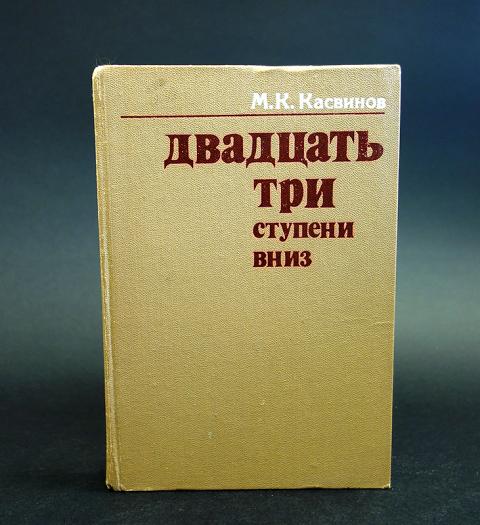 М.К. Касвинов
ДВАДЦАТЬ
ТРИ
СТУПЕНИ
ВНИЗ